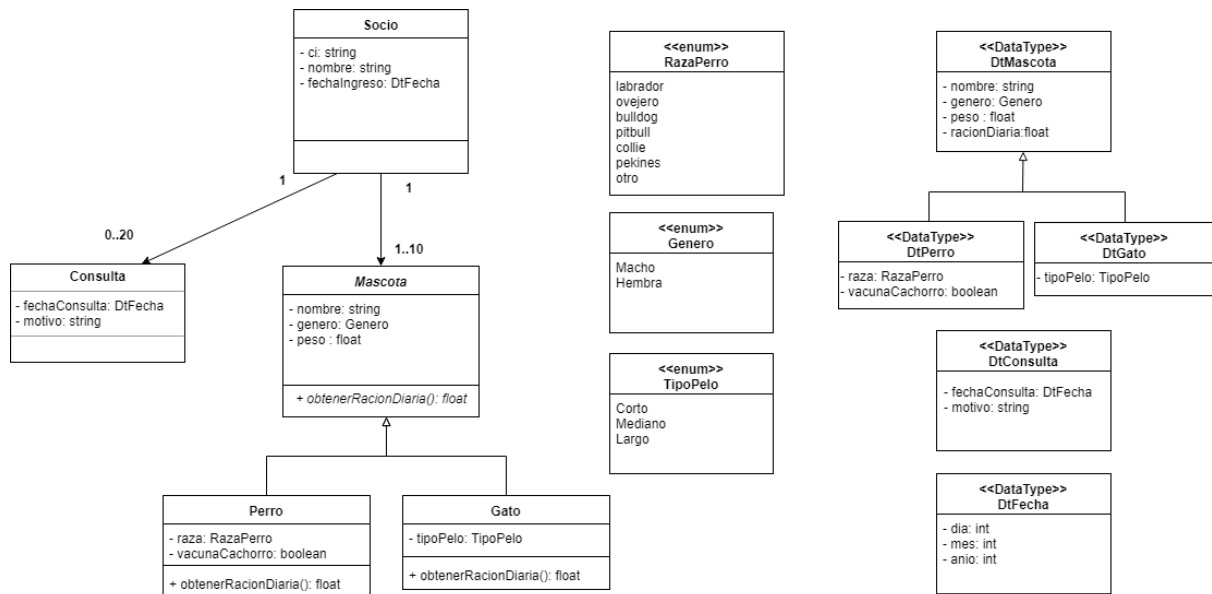 Socio
- ci: string
- nombre: string
- fechaIngreso: DtFecha
1
1
0..20
1..10
Consulta
- fechaConsulta: DtFecha
- motivo: string
Mascota
- nombre: string
- genero: Genero
- peso : float
+ obtenerRacionDiaria(): float
Perro
- raza: RazaPerro
- vacunaCachorro: boolean
+ obtenerRacionDiaria(): float
Gato
- tipoPelo: TipoPelo
+ obtenerRacionDiaria(): float
<<enum>>
RazaPerro
labrador
ovejero
bulldog
pitbull
collie
pekines
otro
<<enum>>
Genero
Macho
Hembra
<<enum>>
TipoPelo
Corto
Mediano
Largo
<<DataType>>
DtMascota
- nombre: string
- genero: Genero
- peso : float
- racionDiaria:float
<<DataType>>
DtPerro
- raza: RazaPerro
- vacunaCachorro: boolean
<<DataType>>
DtGato
- tipoPelo: TipoPelo
<<DataType>>
DtConsulta
- fechaConsulta: DtFecha
- motivo: string
<<DataType>>
DtFecha
- dia: int
- mes: int
- anio: int